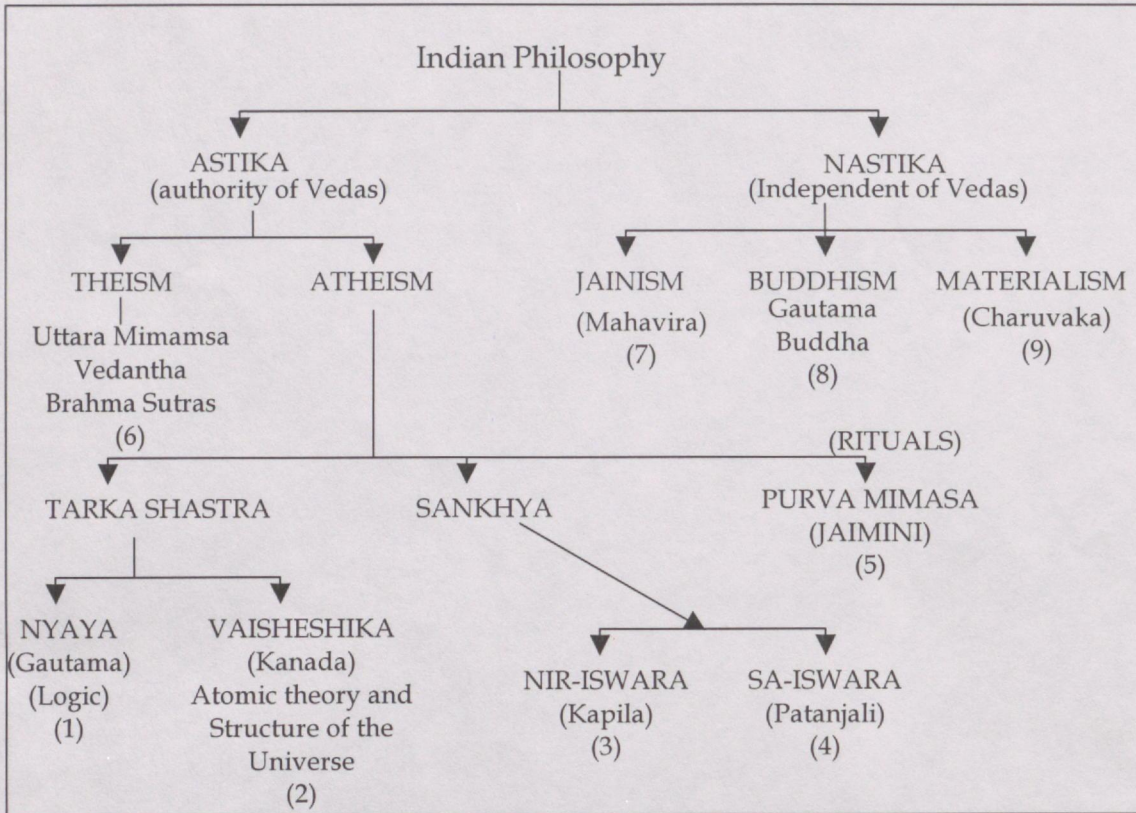 Indian Philosophy
ASTIKA
(authority of Vedas)
NASTIKA
(Independent of Vedas)
THEISM
ATHEISM
JAINISM
(Mahavira)
(7)
BUDDHISM
Gautama
Buddha
(8)
MATERIALISM
(Charuvaka)
(9)
Uttara Mimamsa
Vedantha
Brahma Sutras
(6)
(RITUALS)
TARKA SHASTRA
SANKHYA
PURVA MIMASA
(JAIMINI)
(5)
NYAYA
(Gautama)
(Logic)
(1)
VAISHESHIKA
(Kanada)
Atomic theory and
Structure of the
Universe
(2)
NIR-ISWARA
(Kapila)
(3)
SA-ISWARA
(Patanjali)
(4)